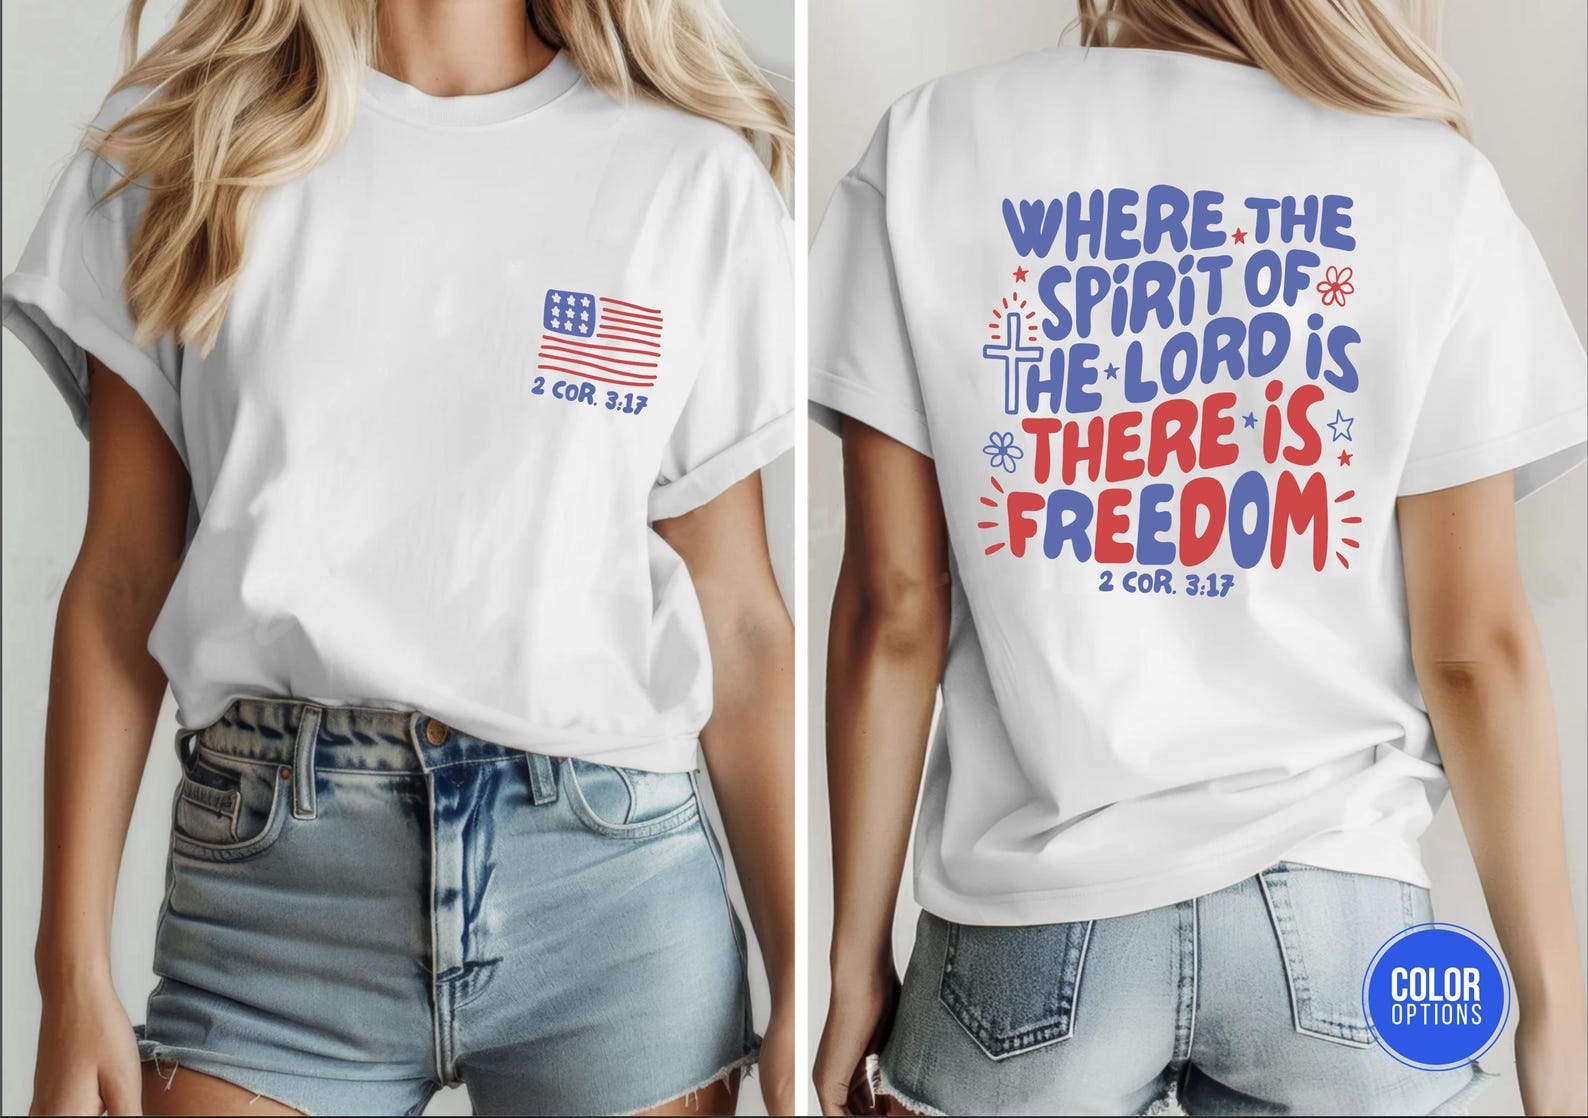 2 COR. 3:17
WHERE THE
SPiRiT OF
THE LORD iS
THERE iS
FREEDOM
2 COR. 3:17
COLOR
OPTIONS